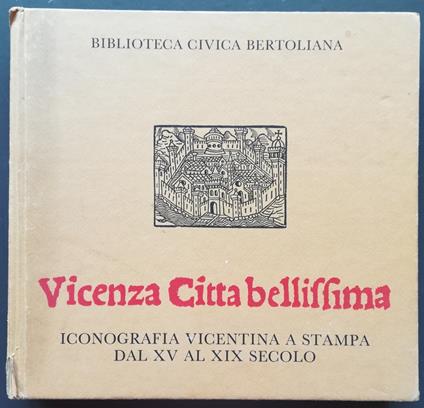 BIBLIOTECA CIVICA BERTOLIANA
Vicenza Citta belliſſima
ICONOGRAFIA VICENTINA A STAMPA
DAL XV AL XIX SECOLO